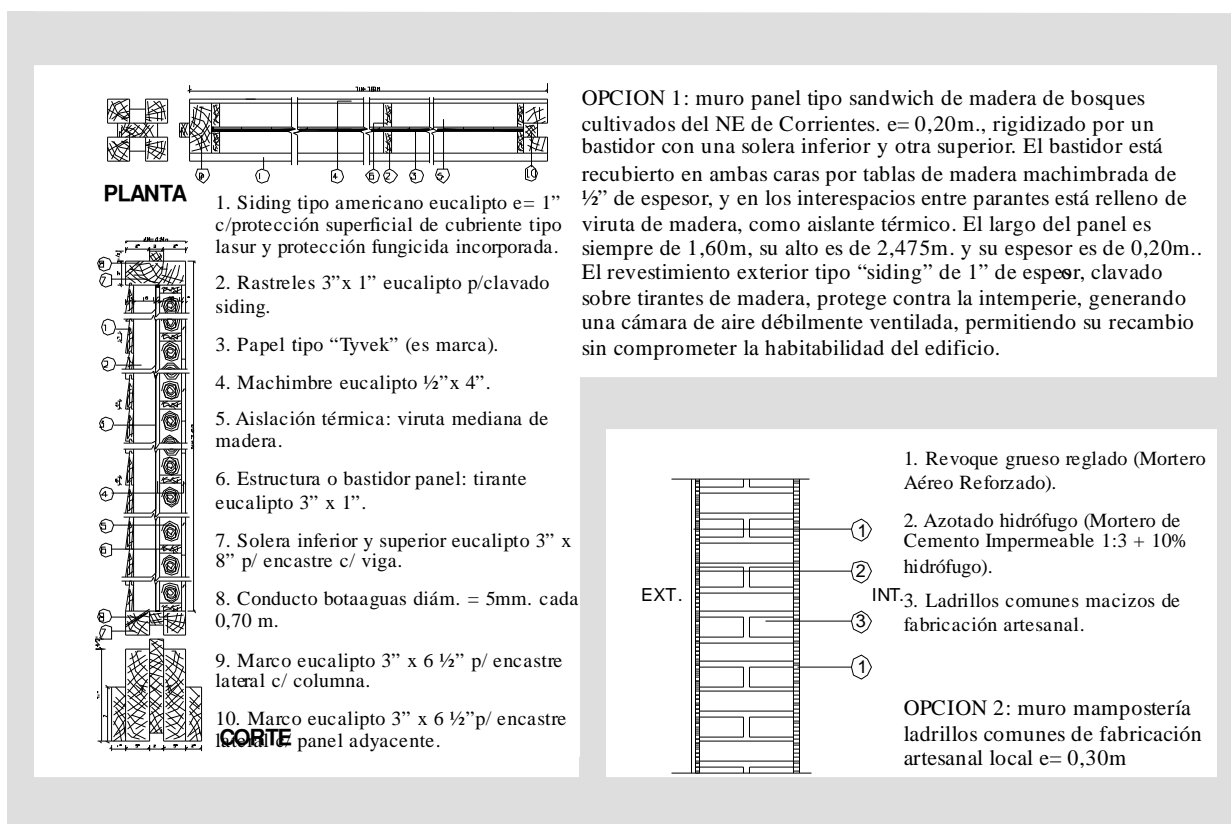 PLANTA
1. Siding tipo americano eucalipto e= 1”
c/protección superficial de cubriente tipo
lasur y protección fungicida incorporada.
2. Rastreles 3”x 1” eucalipto p/clavado
siding.
3. Papel tipo “Tyvek” (es marca).
4. Machimbre eucalipto ½”x 4”.
5. Aislación térmica: viruta mediana de
madera.
6. Estructura o bastidor panel: tirante
eucalipto 3” x 1”.
7. Solera inferior y superior eucalipto 3” x
8” p/ encastre c/ viga.
8. Conducto botaaguas diám. = 5mm. cada
0,70 m.
9. Marco eucalipto 3” x 6 ½” p/ encastre
lateral c/ columna.
10. Marco eucalipto 3” x 6 ½”p/ encastre
lateral c/ panel adyacente.
CORTE
OPCION 1: muro panel tipo sandwich de madera de bosques
cultivados del NE de Corrientes. e= 0,20m., rigidizado por un
bastidor con una solera inferior y otra superior. El bastidor está
recubierto en ambas caras por tablas de madera machimbrada de
½” de espesor, y en los interespacios entre parantes está relleno de
viruta de madera, como aislante térmico. El largo del panel es
siempre de 1,60m, su alto es de 2,475m. y su espesor es de 0,20m..
El revestimiento exterior tipo “siding” de 1” de espesor, clavado
sobre tirantes de madera, protege contra la intemperie, generando
una cámara de aire débilmente ventilada, permitiendo su recambio
sin comprometer la habitabilidad del edificio.
EXT.
INT.
1
2
3
1
1. Revoque grueso reglado (Mortero
Aéreo Reforzado).
2. Azotado hidrófugo (Mortero de
Cemento Impermeable 1:3 + 10%
hidrófugo).
3. Ladrillos comunes macizos de
fabricación artesanal.
OPCION 2: muro mampostería
ladrillos comunes de fabricación
artesanal local e= 0,30m